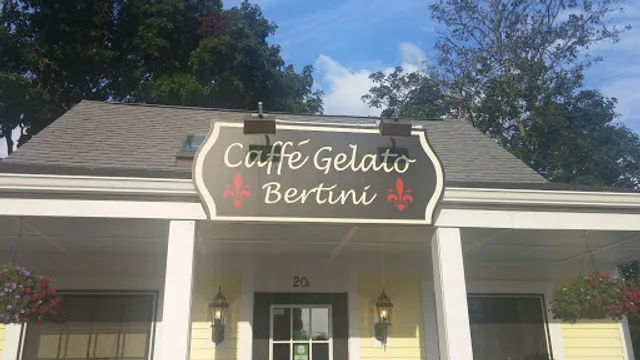 Caffé Gelato
Bertini
20